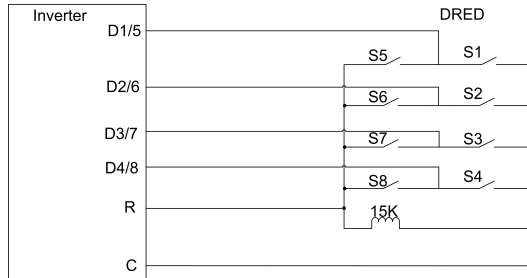 Inverter
DRED
D1/5
S5
S1
D2/6
S6
S2
D3/7
S7
S3
D4/8
S8
S4
R
15K
C